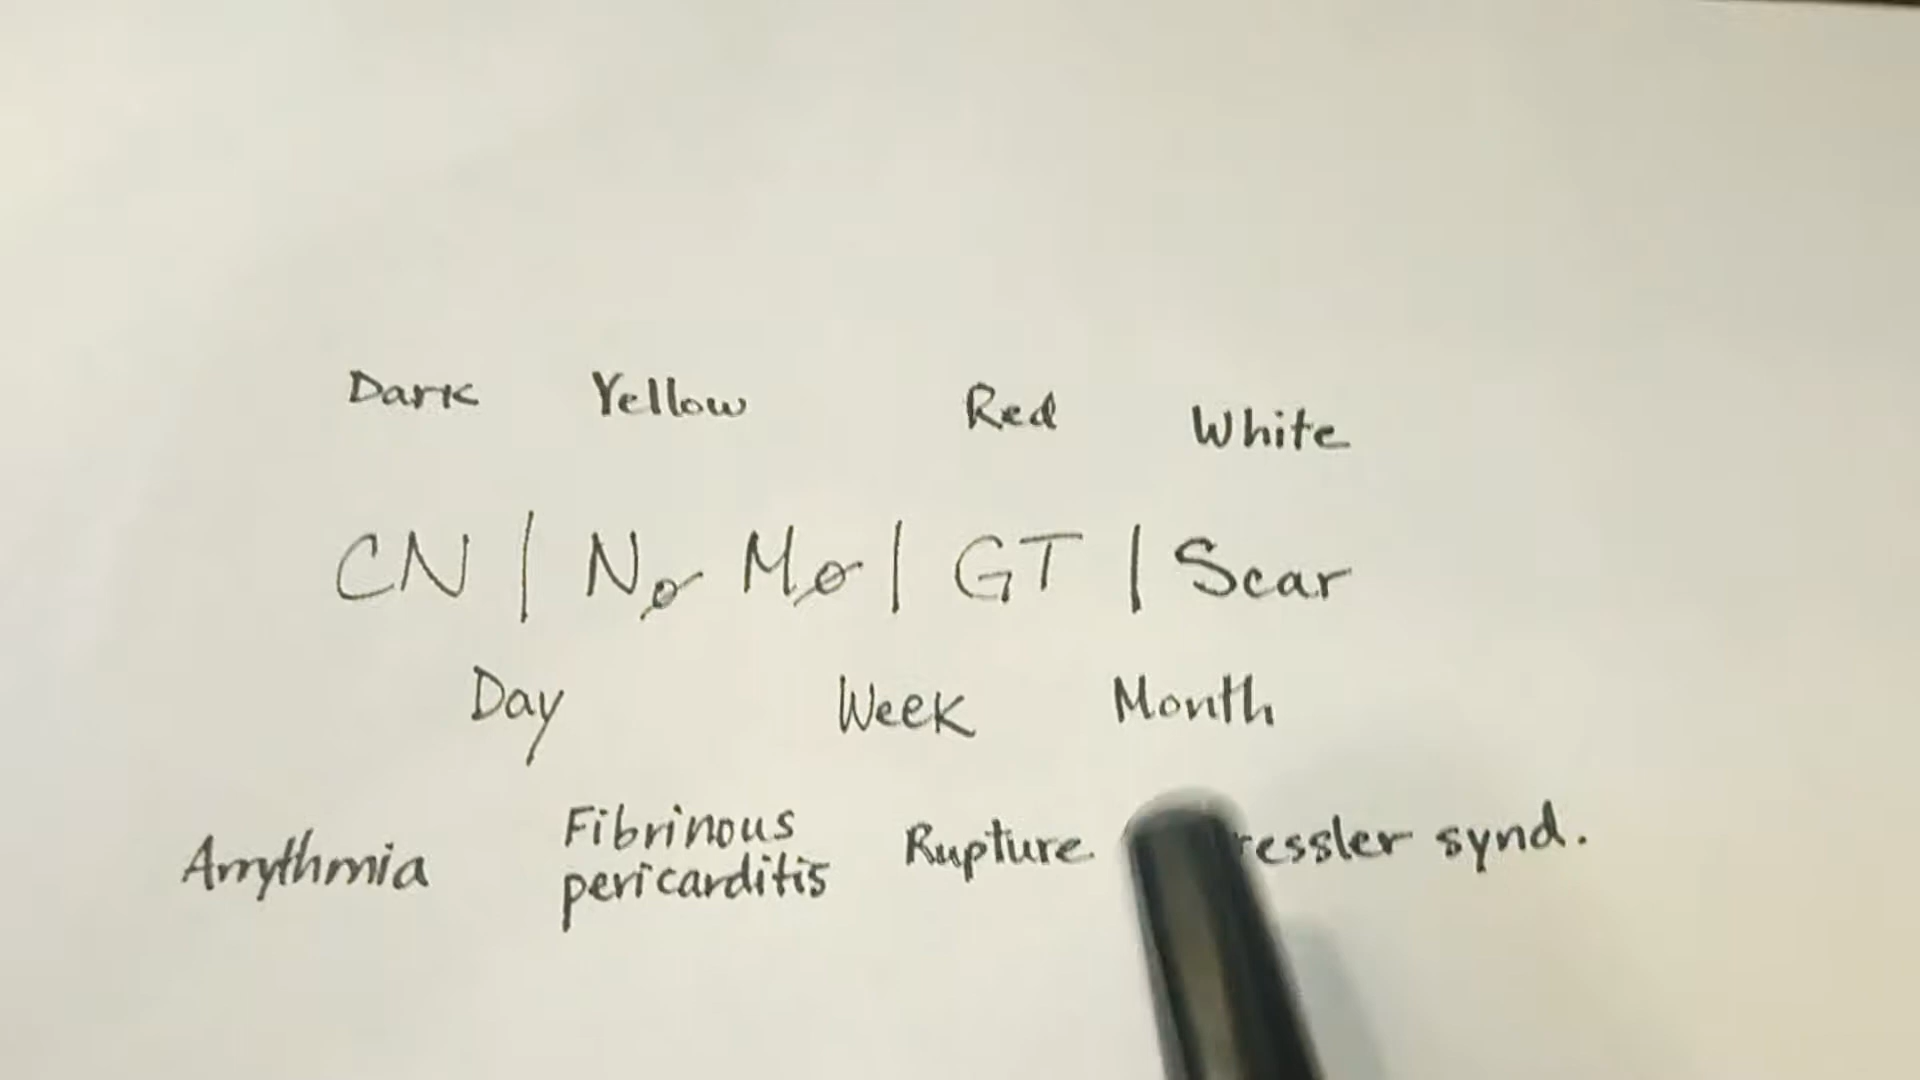 Dark Yellow Red White
CN | Nø Mø | GT | Scar
Day Week Month
Arrythmia Fibrinous pericarditis Rupture ressler synd.